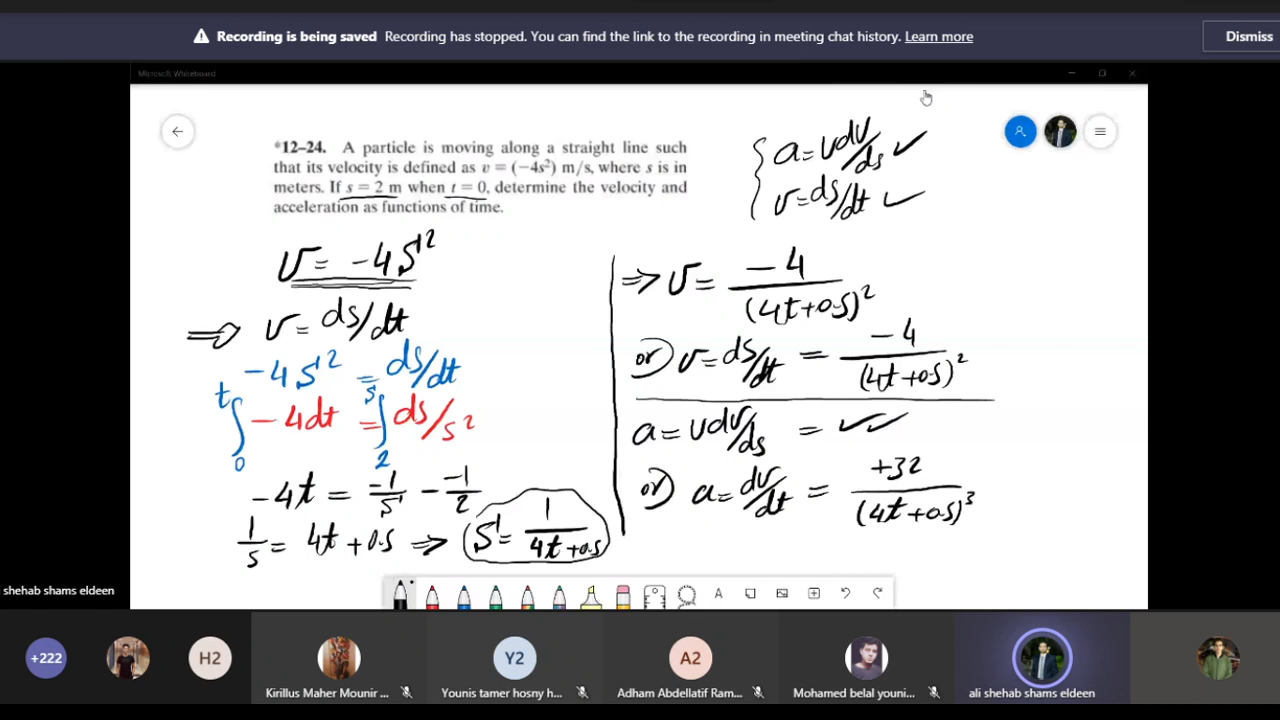 Recording is being saved Recording has stopped. You can find the link to the recording in meeting chat history. Learn more Dismiss
Microsoft Whiteboard
*12–24. A particle is moving along a straight line such
that its velocity is defined as v = (−4s²) m/s, where s is in
meters. If s = 2 m when t = 0, determine the velocity and
acceleration as functions of time.
a = vdv/ds ✓
v = ds/dt ✓
v = -4s²
⇒ v = ds/dt
-4s² = ds/dt
∫₀ᵗ -4dt = ∫₂ˢ ds/s²
-4t = -1/s - -1/2
1/s = 4t + 0.5 ⇒ s = 1/(4t+0.5)
⇒ v = -4/(4t+0.5)²
or v = ds/dt = -4/(4t+0.5)²
a = vdv/ds = ✓✓
or a = dv/dt = +32/(4t+0.5)³
shehab shams eldeen
A
+222
H2
Kirillus Maher Mounir ...
Y2
Younis tamer hosny h...
A2
Adham Abdellatif Ram...
Mohamed belal youni...
ali shehab shams eldeen